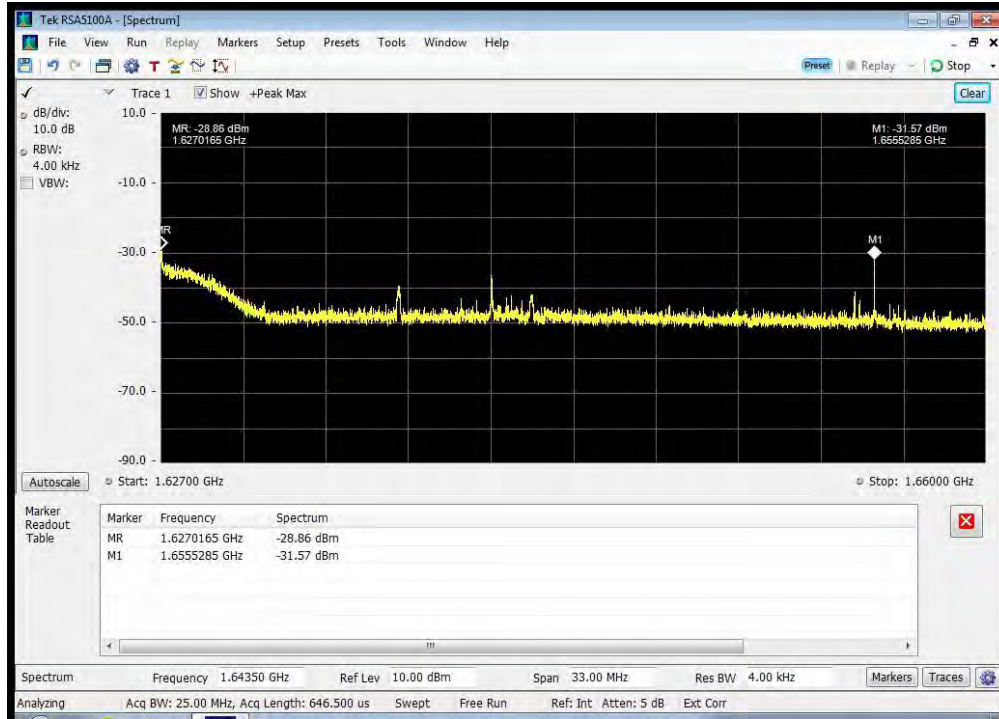 Tek RSA5100A - [Spectrum]
File View Run Replay Markers Setup Presets Tools Window Help
Preset Replay Stop
Trace 1 Show +Peak Max Clear
dB/div:
10.0 dB
RBW:
4.00 kHz
VBW:
10.0
-10.0
-30.0
-50.0
-70.0
-90.0
MR: -28.86 dBm
1.6270165 GHz
M1: -31.57 dBm
1.6555285 GHz
MR
M1
Autoscale Start: 1.62700 GHz Stop: 1.66000 GHz
Marker
Readout
Table
Marker Frequency Spectrum
MR 1.6270165 GHz -28.86 dBm
M1 1.6555285 GHz -31.57 dBm
Spectrum Frequency 1.64350 GHz Ref Lev 10.00 dBm Span 33.00 MHz Res BW 4.00 kHz Markers Traces
Analyzing Acq BW: 25.00 MHz, Acq Length: 646.500 us Swept Free Run Ref: Int Atten: 5 dB Ext Corr